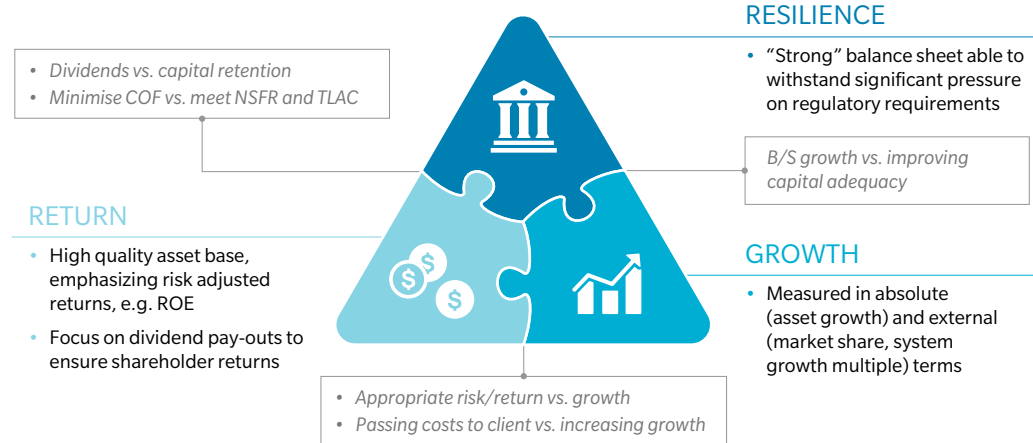 RESILIENCE
• “Strong” balance sheet able to
withstand significant pressure
on regulatory requirements
• Dividends vs. capital retention
• Minimise COF vs. meet NSFR and TLAC
B/S growth vs. improving
capital adequacy
RETURN
• High quality asset base,
emphasizing risk adjusted
returns, e.g. ROE
• Focus on dividend pay-outs to
ensure shareholder returns
$
$
$
GROWTH
• Measured in absolute
(asset growth) and external
(market share, system
growth multiple) terms
• Appropriate risk/return vs. growth
• Passing costs to client vs. increasing growth